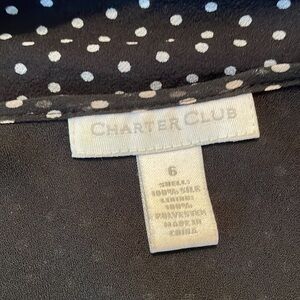 CHARTER CLUB
6
SHELL:
100% SILK
LINING:
100%
POLYESTER
MADE IN
CHINA